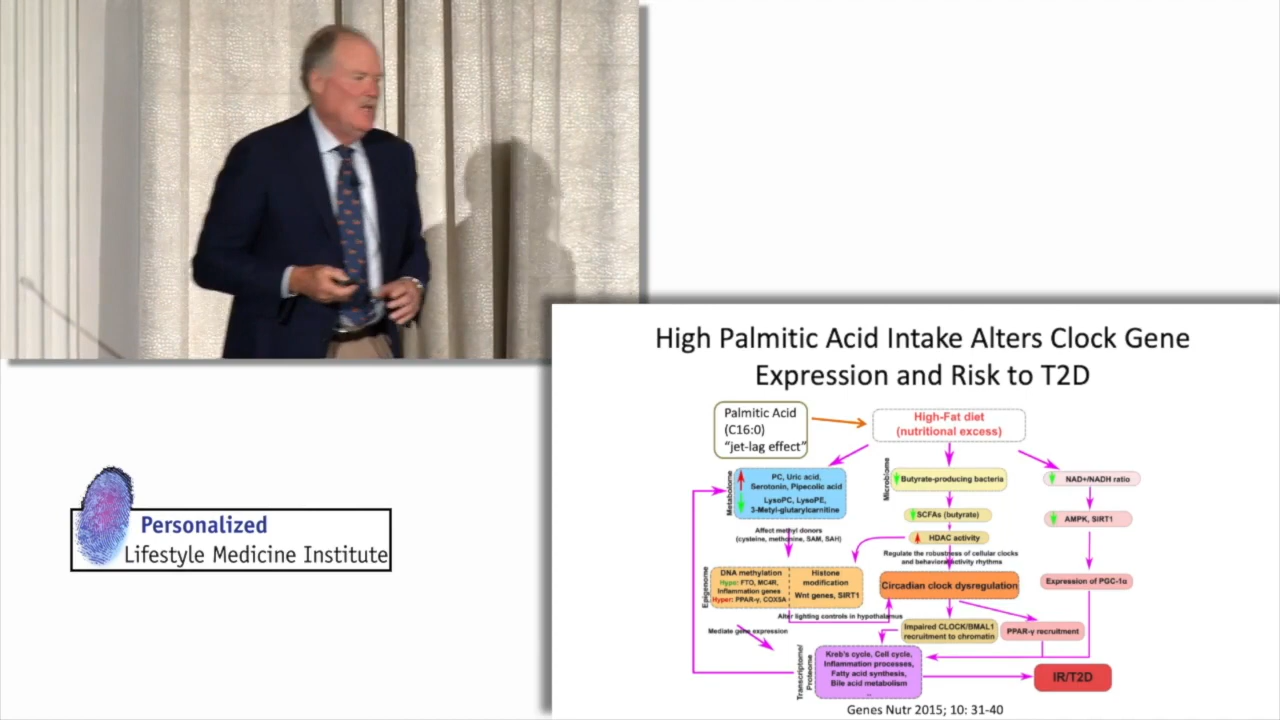 High Palmitic Acid Intake Alters Clock Gene
Expression and Risk to T2D
Palmitic Acid
(C16:0)
"jet-lag effect"
High-Fat diet
(nutritional excess)
Metabolome
PC, Uric acid,
Serotonin, Pipecolic acid
LysoPC, LysoPE,
3-Metyl-glutarylcarnitine
Microbiome
Butyrate-producing bacteria
NAD+/NADH ratio
SCFAs (butyrate)
AMPK, SIRT1
HDAC activity
Affect methyl donors
(cysteine, methonine, SAM, SAH)
Regulate the robustness of cellular clocks
and behavioral activity rhythms
Epigenome
DNA methylation
Hypo: FTO, MC4R,
Inflammation genes
Hyper: PPAR-γ, COX5A
Histone
modification
Wnt genes, SIRT1
Circadian clock dysregulation
Expression of PGC-1α
Alter lighting controls in hypothalamus
Mediate gene expression
Impaired CLOCK/BMAL1
recruitment to chromatin
PPAR-γ recruitment
Transcriptome/
Proteome
Kreb's cycle, Cell cycle,
Inflammation processes,
Fatty acid synthesis,
Bile acid metabolism
..
IR/T2D
Genes Nutr 2015; 10: 31-40
Personalized
Lifestyle Medicine Institute